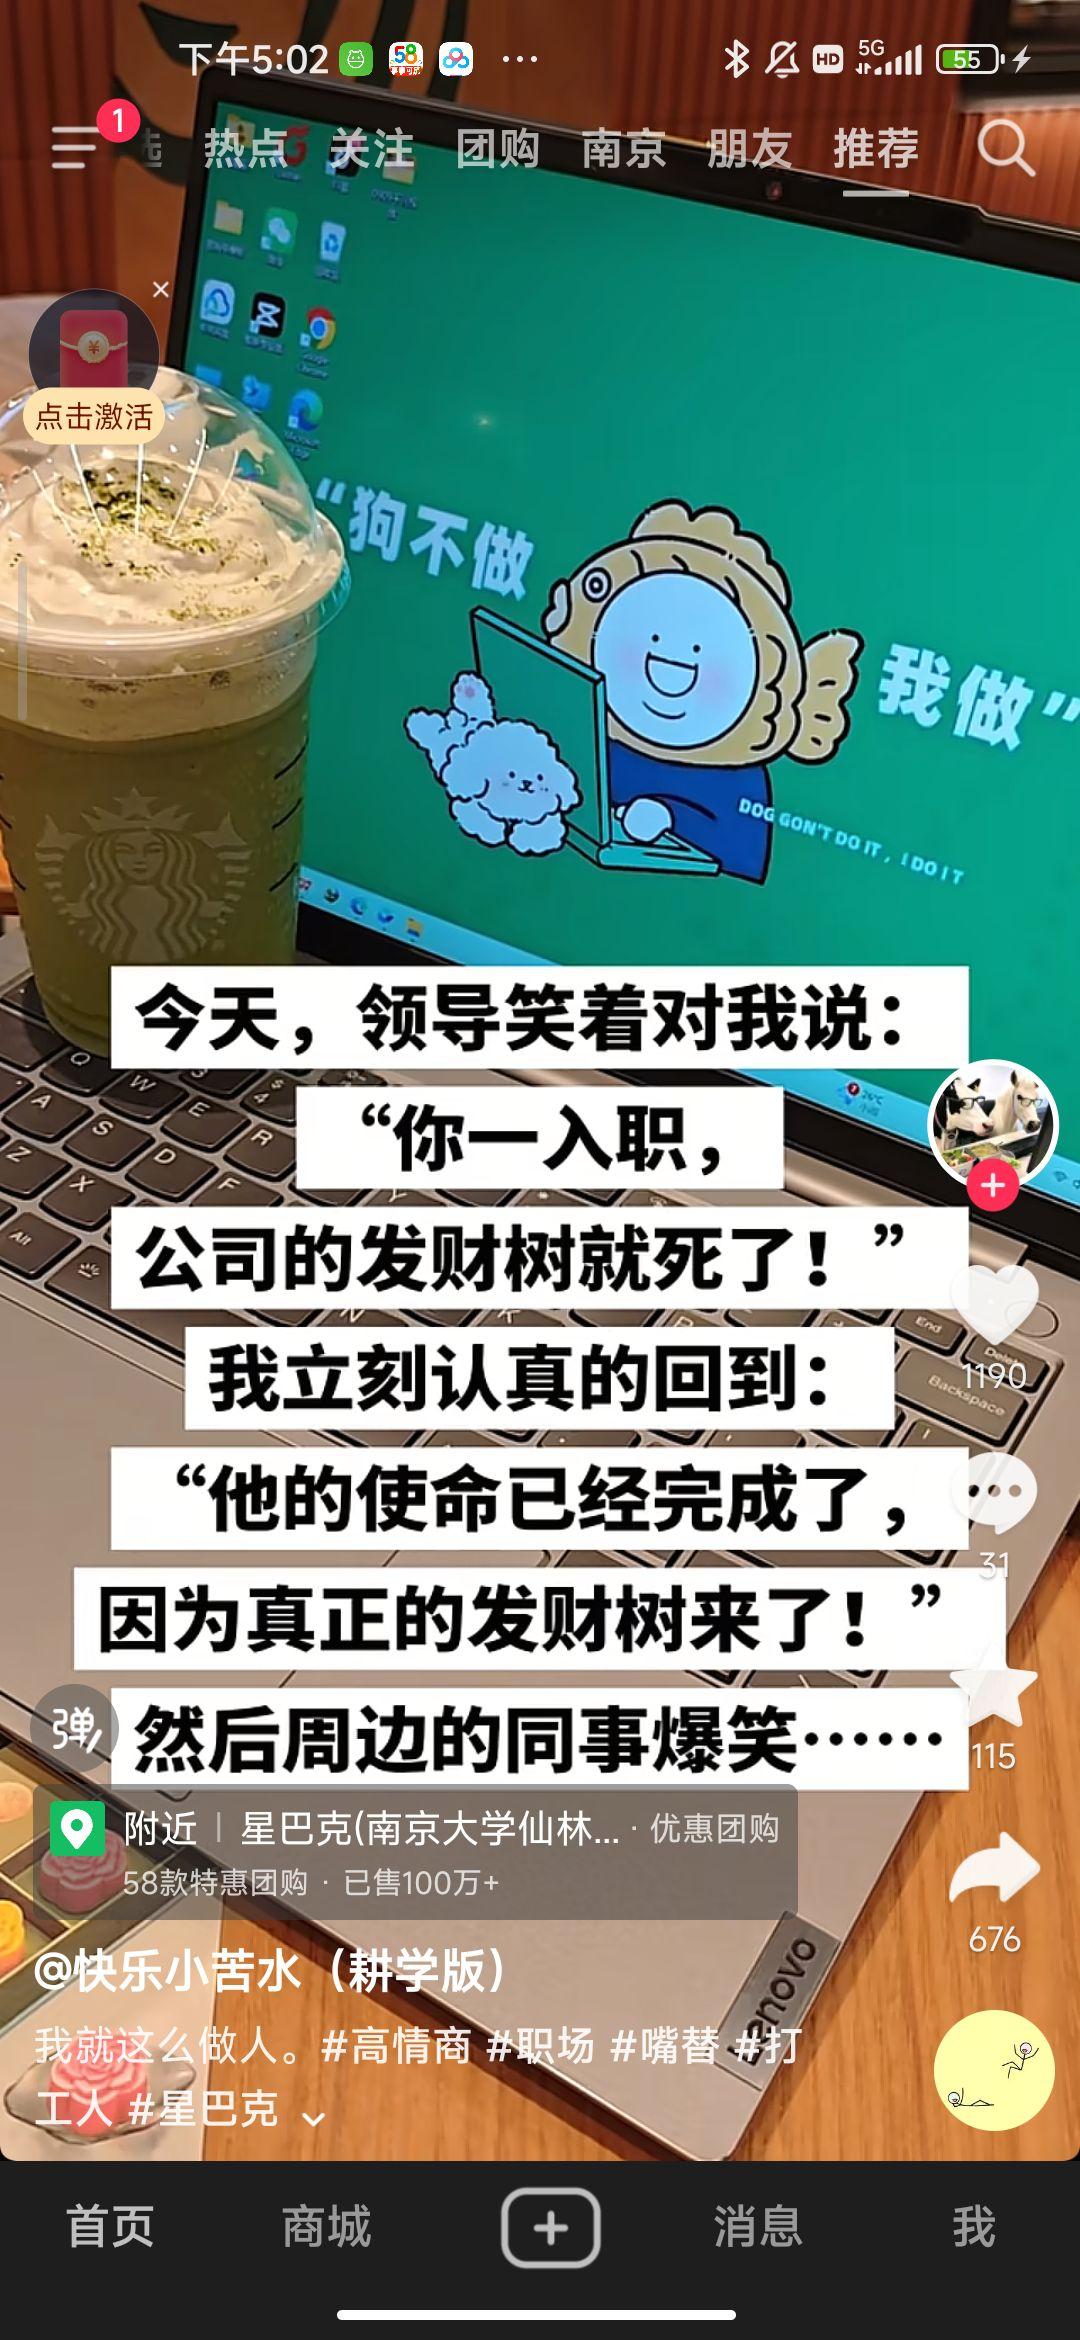 下午5:02
HD
5G
55
1
热点
关注
团购
南京
朋友
推荐
点击激活
“狗不做
我做”
DOG GON'T DO IT, I DO IT
今天，领导笑着对我说：
“你一入职，
公司的发财树就死了！”
我立刻认真的回到：
“他的使命已经完成了，
因为真正的发财树来了！”
然后周边的同事爆笑……
1190
31
115
676
弹
附近 | 星巴克(南京大学仙林... · 优惠团购
58款特惠团购 · 已售100万+
@快乐小苦水（耕学版）
我就这么做人。#高情商 #职场 #嘴替 #打
工人 #星巴克
Lenovo
首页
商城
消息
我